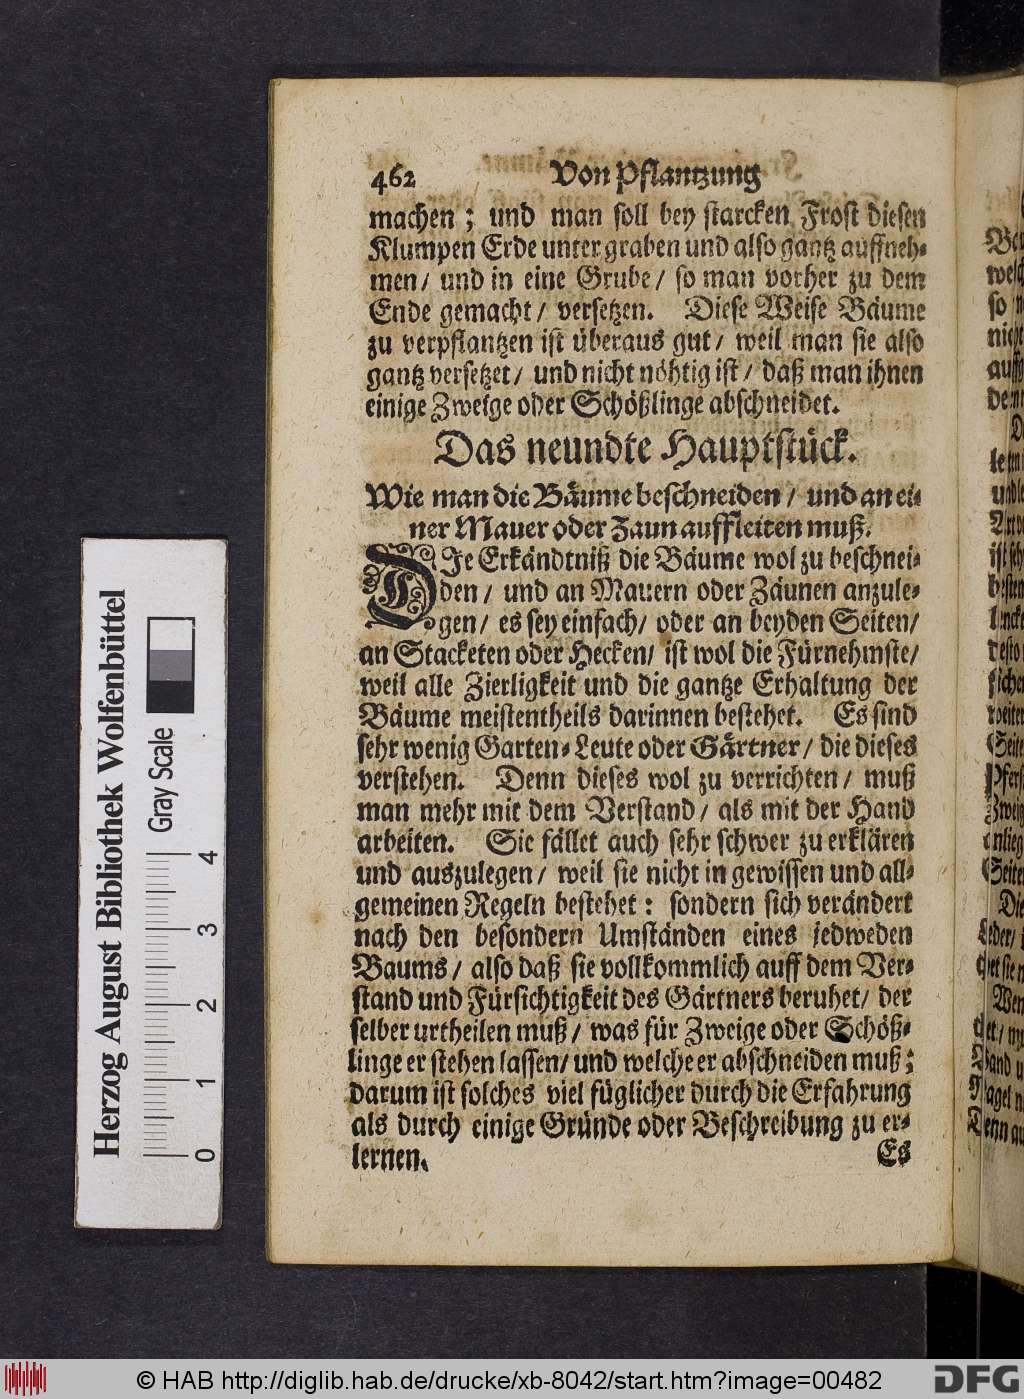 462 Von Pflantzung
machen; und man soll bey starcken Frost diesen
Klumpen Erde untergraben und also gantz auffneh-
men/ und in eine Grube/ so man vorher zu dem
Ende gemacht/ versetzen. Diese Weise Bäume
zu verpflantzen ist überaus gut/ weil man sie also
gantz versetzet/ und nicht nöhtig ist/ daß man ihnen
einige Zweige oder Schößlinge abschneidet.
Das neundte Hauptstück.
Wie man die Bäume beschneiden/ und an ei-
ner Mauer oder Zaun auffleiten muß.
DIe Erkändtniß die Bäume wol zu beschnei-
den/ und an Mauern oder Zäunen anzule-
gen/ es sey einfach/ oder an beyden Seiten/
an Stacketen oder Hecken/ ist wol die Fürnehmste/
weil alle Zierligkeit und die gantze Erhaltung der
Bäume meistentheils darinnen bestehet. Es sind
sehr wenig Garten-Leute oder Gärtner/ die dieses
verstehen. Denn dieses wol zu verrichten/ muß
man mehr mit dem Verstand/ als mit der Hand
arbeiten. Sie fället auch sehr schwer zu erklären
und auszulegen/ weil sie nicht in gewissen und all-
gemeinen Regeln bestehet: sondern sich verändert
nach den besondern Umständen eines jedweden
Baums/ also daß sie vollkommlich auff dem Ver-
stand und Fürsichtigkeit des Gärtners beruhet/ der
selber urtheilen muß/ was für Zweige oder Schöß-
linge er stehen lassen/ und welche er abschneiden muß;
darum ist solches viel füglicher durch die Erfahrung
als durch einige Gründe oder Beschreibung zu er-
lernen.
Es
Herzog August Bibliothek Wolfenbüttel
Gray Scale
0 1 2 3 4
© HAB http://diglib.hab.de/drucke/xb-8042/start.htm?image=00482
DFG